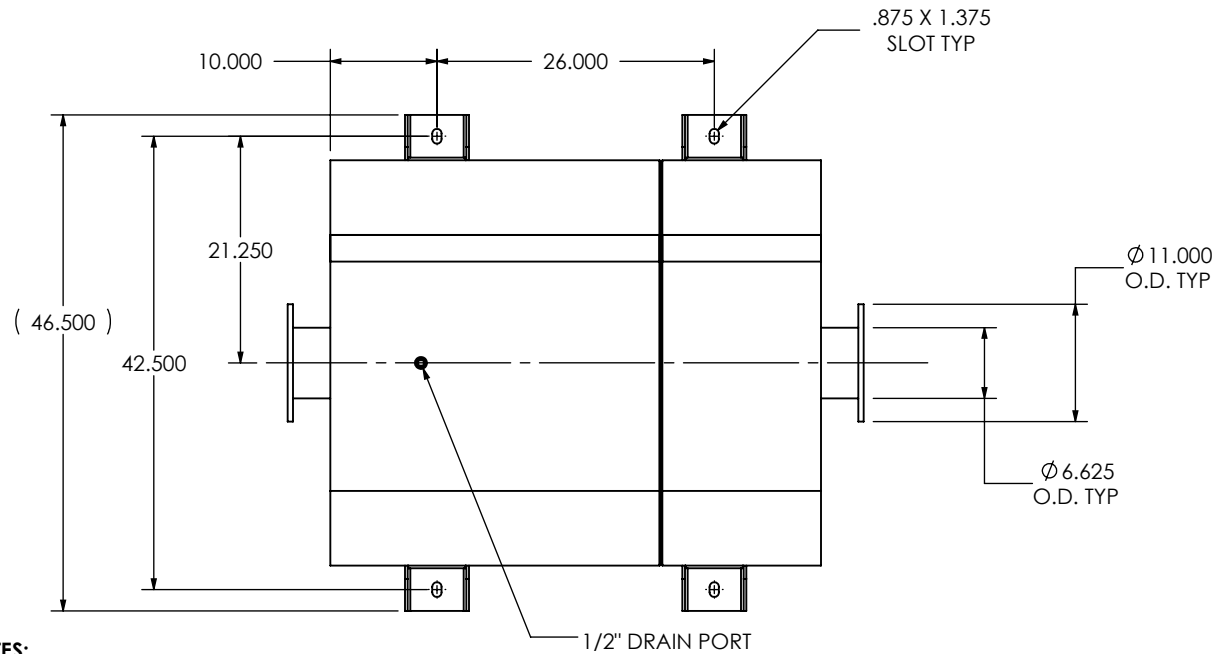 .875 X 1.375
SLOT TYP
10.000
26.000
21.250
Ø 11.000
O.D. TYP
( 46.500 )
42.500
Ø 6.625
O.D. TYP
1/2" DRAIN PORT